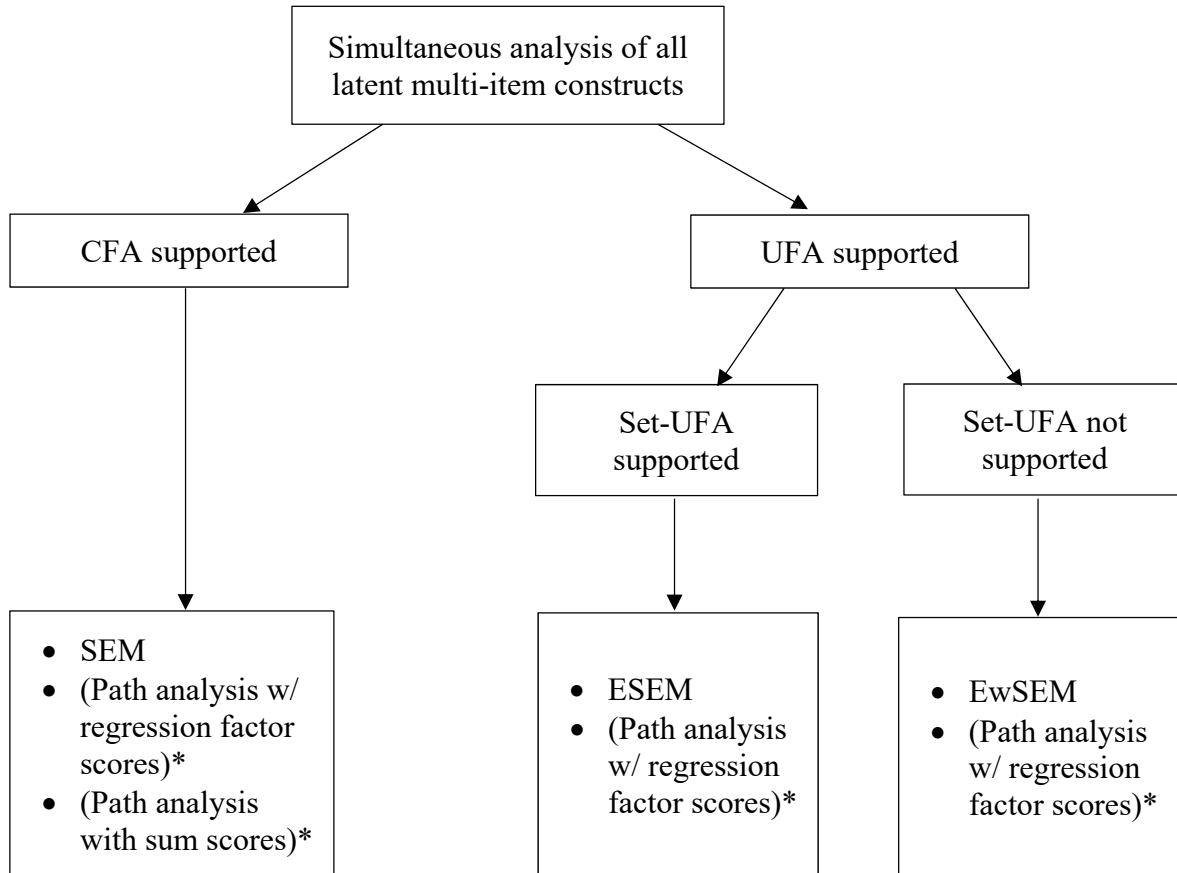 Simultaneous analysis of all
latent multi-item constructs
CFA supported
UFA supported
Set-UFA
supported
Set-UFA not
supported
• SEM
• (Path analysis w/
regression factor
scores)*
• (Path analysis
with sum scores)*
• ESEM
• (Path analysis
w/ regression
factor scores)*
• EwSEM
• (Path analysis
w/ regression
factor scores)*